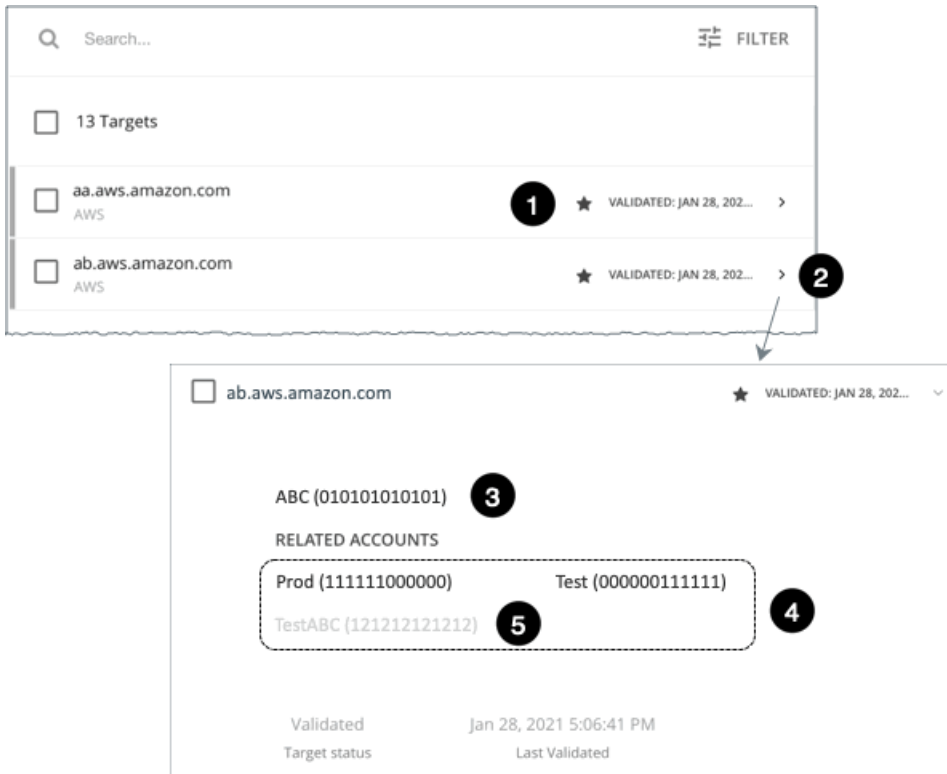 Search...
FILTER
13 Targets
aa.aws.amazon.com
AWS
1
VALIDATED: JAN 28, 202...
ab.aws.amazon.com
AWS
VALIDATED: JAN 28, 202...
2
ab.aws.amazon.com
VALIDATED: JAN 28, 202...
ABC (010101010101)
3
RELATED ACCOUNTS
Prod (111111000000)
Test (000000111111)
4
TestABC (121212121212)
5
Validated
Jan 28, 2021 5:06:41 PM
Target status
Last Validated